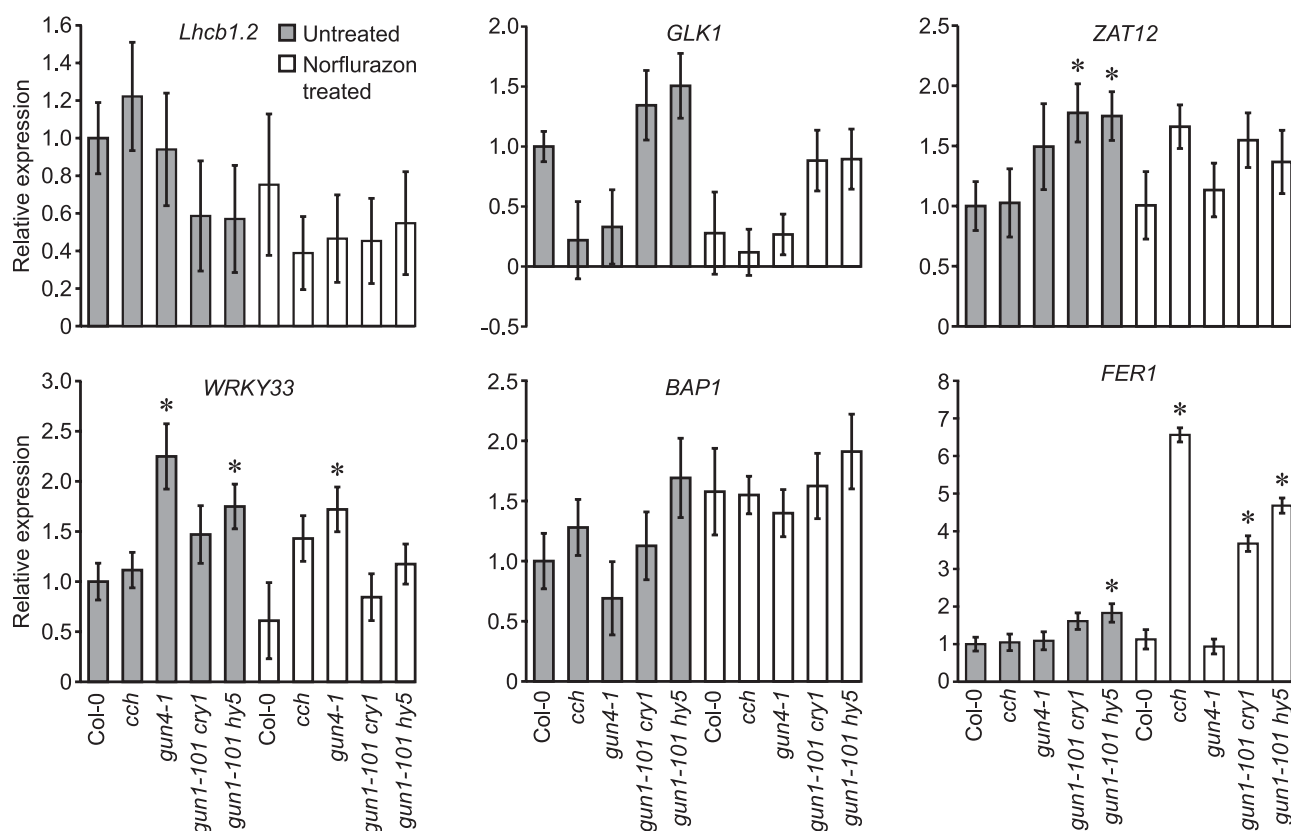 Lhcb1.2
Untreated
Norflurazon
treated
Relative expression
1.6
1.4
1.2
1.0
0.8
0.6
0.4
0.2
0
GLK1
2.0
1.5
1.0
0.5
0
-0.5
ZAT12
2.5
2.0
1.5
1.0
0.5
0
* *
WRKY33
Relative expression
3.0
2.5
2.0
1.5
1.0
0.5
0
* * *
Col-0
cch
gun4-1
gun1-101 cry1
gun1-101 hy5
Col-0
cch
gun4-1
gun1-101 cry1
gun1-101 hy5
BAP1
2.5
2.0
1.5
1.0
0.5
0
Col-0
cch
gun4-1
gun1-101 cry1
gun1-101 hy5
Col-0
cch
gun4-1
gun1-101 cry1
gun1-101 hy5
FER1
8
7
6
5
4
3
2
1
0
* * * *
Col-0
cch
gun4-1
gun1-101 cry1
gun1-101 hy5
Col-0
cch
gun4-1
gun1-101 cry1
gun1-101 hy5